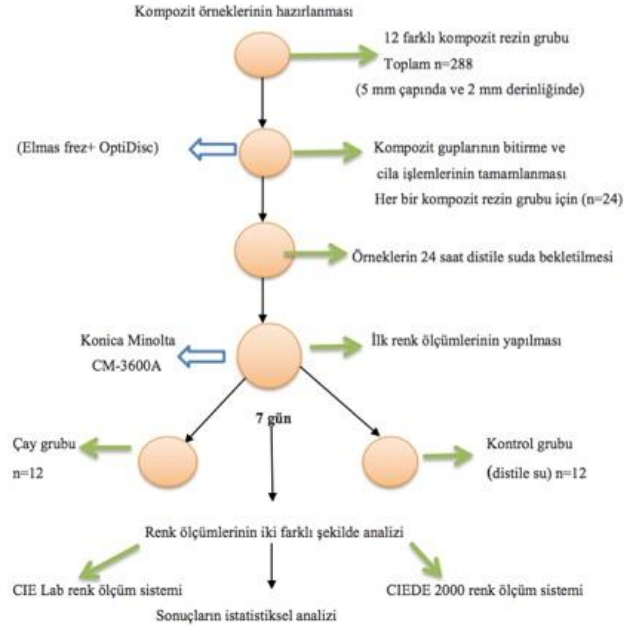 Kompozit örneklerinin hazırlanması
12 farklı kompozit rezin grubu
Toplam n=288
(5 mm çapında ve 2 mm derinliğinde)
(Elmas frez+ OptiDisc)
Kompozit guplarının bitirme ve
cila işlemlerinin tamamlanması
Her bir kompozit rezin grubu için (n=24)
Örneklerin 24 saat distile suda bekletilmesi
Konica Minolta
CM-3600A
İlk renk ölçümlerinin yapılması
7 gün
Çay grubu
n=12
Kontrol grubu
(distile su) n=12
Renk ölçümlerinin iki farklı şekilde analizi
CIE Lab renk ölçüm sistemi
CIEDE 2000 renk ölçüm sistemi
Sonuçların istatistiksel analizi